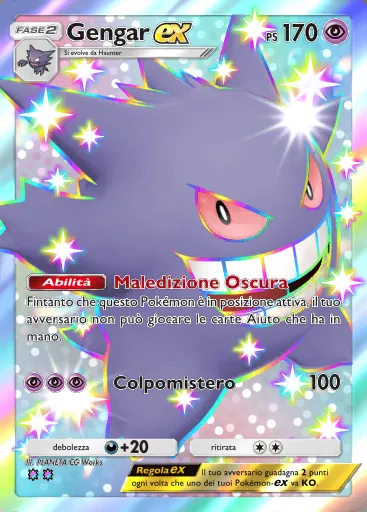 FASE 2 Gengar ex PS 170
Si evolve da Haunter
Abilità Maledizione Oscura
Fintanto che questo Pokémon è in posizione attiva, il tuo
avversario non può giocare le carte Aiuto che ha in
mano.
Colpomistero 100
debolezza +20 ritirata
Ill. PLANETA CG Works
Regola ex Il tuo avversario guadagna 2 punti
ogni volta che uno dei tuoi Pokémon-ex va KO.